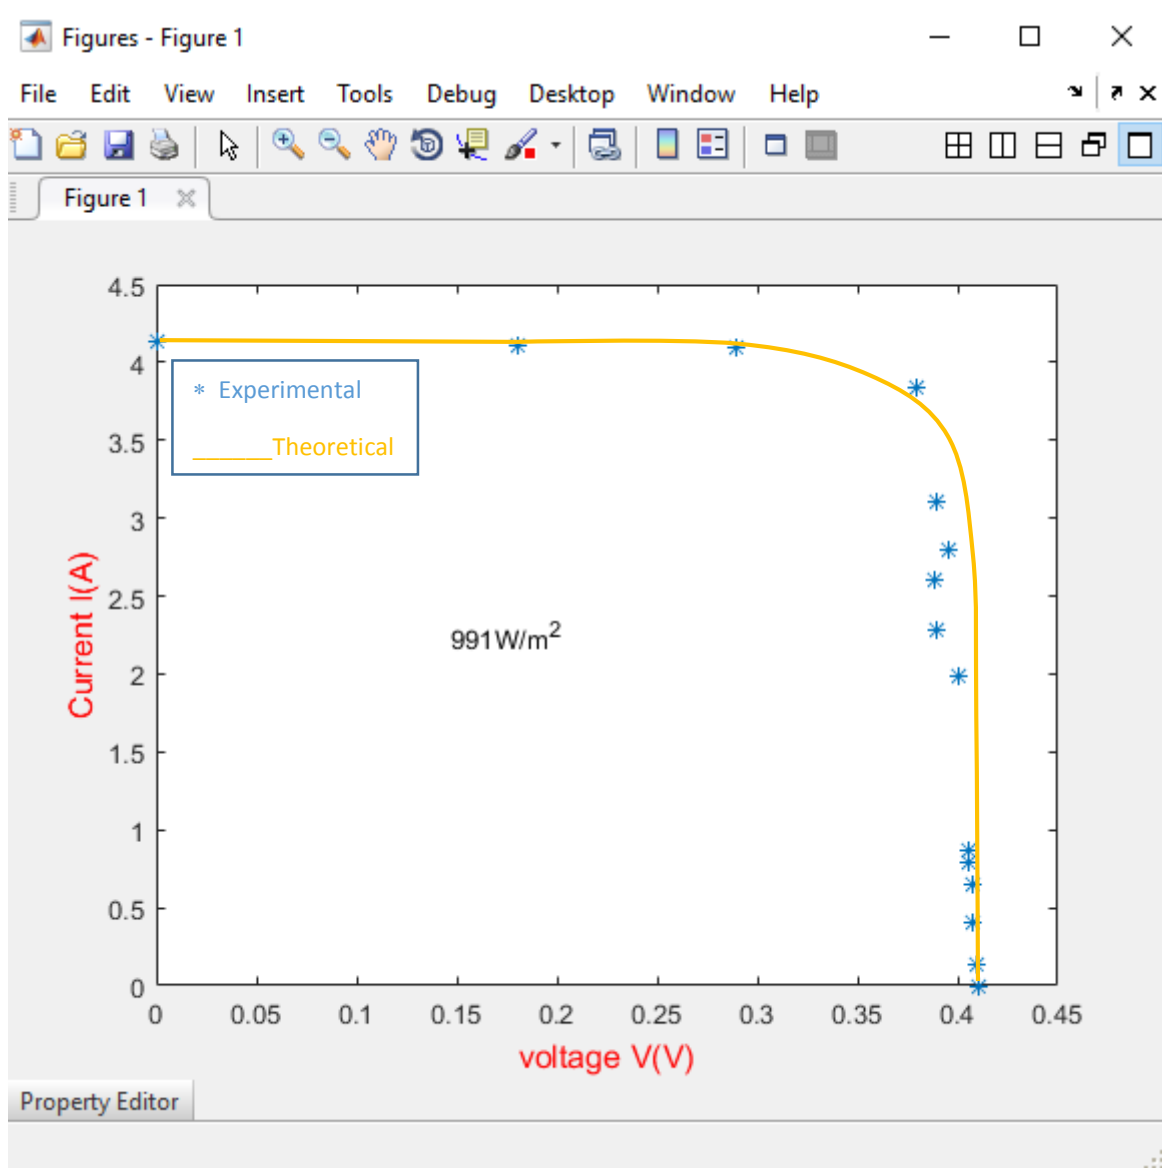 Figures - Figure 1
File Edit View Insert Tools Debug Desktop Window Help
Figure 1
4.5
4
3.5
3
2.5
2
1.5
1
0.5
0
* Experimental
______Theoretical
991W/m²
Current I(A)
0 0.05 0.1 0.15 0.2 0.25 0.3 0.35 0.4 0.45
voltage V(V)
Property Editor